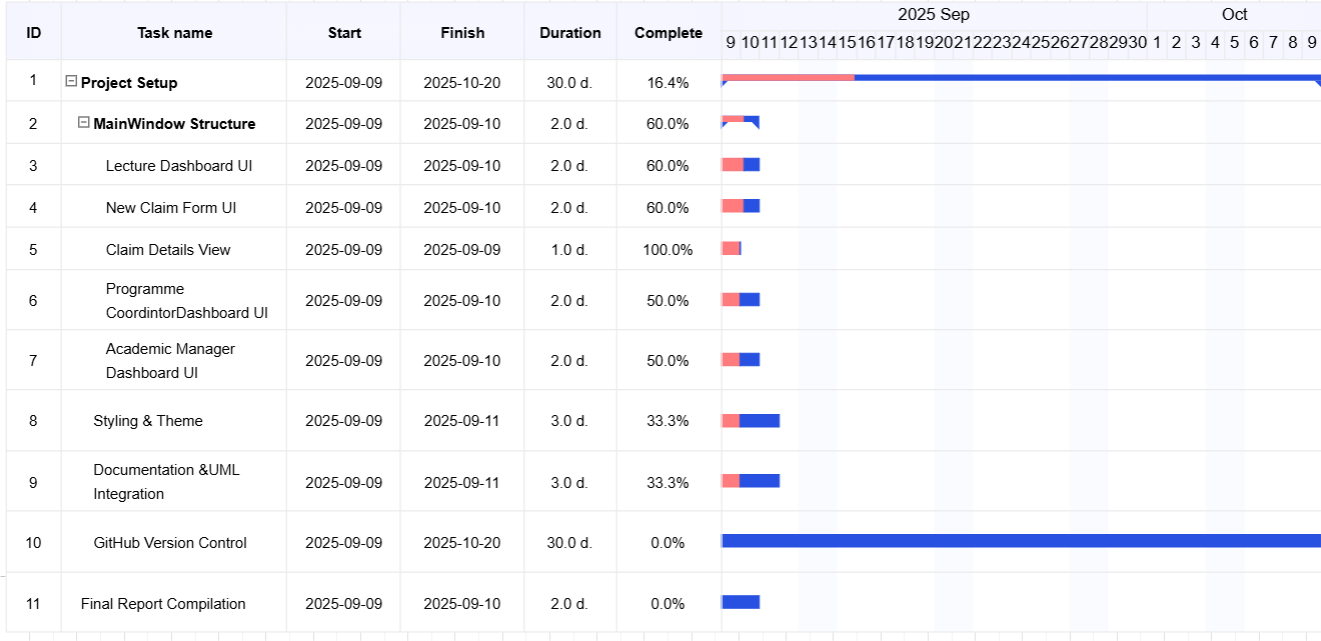 ID Task name Start Finish Duration Complete 2025 Sep Oct
9 10 11 12 13 14 15 16 17 18 19 20 21 22 23 24 25 26 27 28 29 30 1 2 3 4 5 6 7 8 9
1 Project Setup 2025-09-09 2025-10-20 30.0 d. 16.4%
2 MainWindow Structure 2025-09-09 2025-09-10 2.0 d. 60.0%
3 Lecture Dashboard UI 2025-09-09 2025-09-10 2.0 d. 60.0%
4 New Claim Form UI 2025-09-09 2025-09-10 2.0 d. 60.0%
5 Claim Details View 2025-09-09 2025-09-09 1.0 d. 100.0%
6 Programme
CoordintorDashboard UI 2025-09-09 2025-09-10 2.0 d. 50.0%
7 Academic Manager
Dashboard UI 2025-09-09 2025-09-10 2.0 d. 50.0%
8 Styling & Theme 2025-09-09 2025-09-11 3.0 d. 33.3%
9 Documentation &UML
Integration 2025-09-09 2025-09-11 3.0 d. 33.3%
10 GitHub Version Control 2025-09-09 2025-10-20 30.0 d. 0.0%
11 Final Report Compilation 2025-09-09 2025-09-10 2.0 d. 0.0%